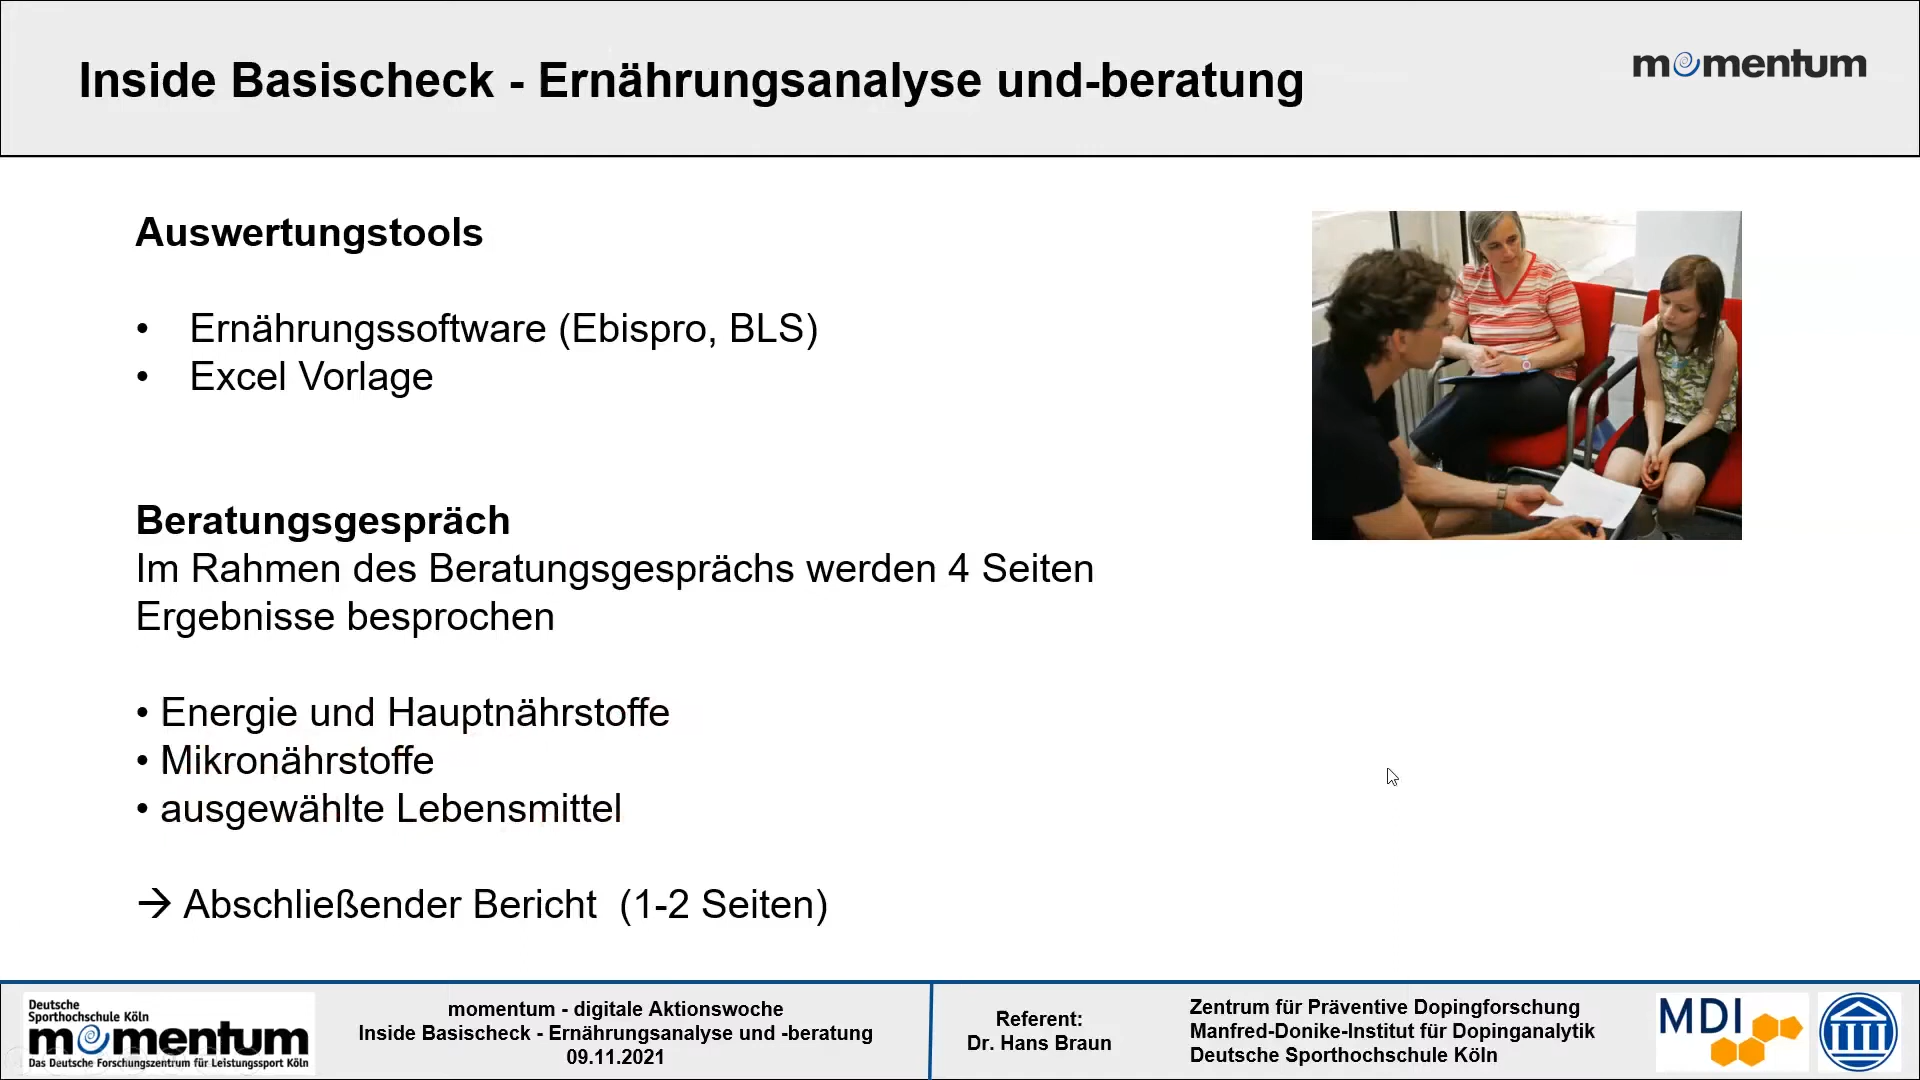 Inside Basischeck - Ernährungsanalyse und-beratung
momentum
Auswertungstools
• Ernährungssoftware (Ebispro, BLS)
• Excel Vorlage
Beratungsgespräch
Im Rahmen des Beratungsgesprächs werden 4 Seiten
Ergebnisse besprochen
• Energie und Hauptnährstoffe
• Mikronährstoffe
• ausgewählte Lebensmittel
→ Abschließender Bericht (1-2 Seiten)
Deutsche
Sporthochschule Köln
momentum
Das Deutsche Forschungszentrum für Leistungssport Köln
momentum - digitale Aktionswoche
Inside Basischeck - Ernährungsanalyse und -beratung
09.11.2021
Referent:
Dr. Hans Braun
Zentrum für Präventive Dopingforschung
Manfred-Donike-Institut für Dopinganalytik
Deutsche Sporthochschule Köln
MDI